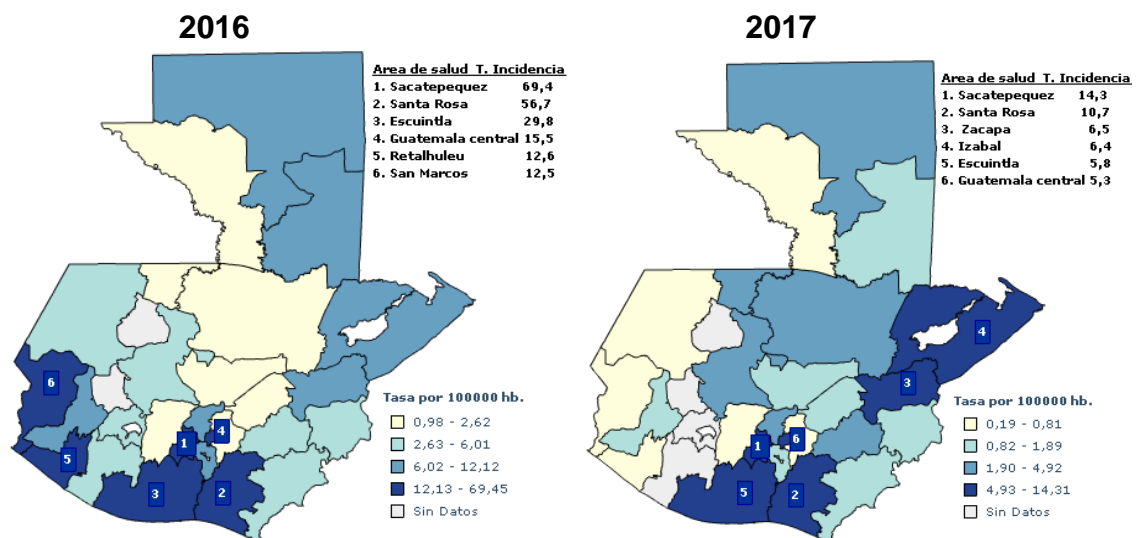 2016
Area de salud T. Incidencia
1. Sacatepequez 69,4
2. Santa Rosa 56,7
3. Escuintla 29,8
4. Guatemala central 15,5
5. Retalhuleu 12,6
6. San Marcos 12,5
6
5
1
4
3
2
Tasa por 100000 hb.
0,98 - 2,62
2,63 - 6,01
6,02 - 12,12
12,13 - 69,45
Sin Datos
2017
Area de salud T. Incidencia
1. Sacatepequez 14,3
2. Santa Rosa 10,7
3. Zacapa 6,5
4. Izabal 6,4
5. Escuintla 5,8
6. Guatemala central 5,3
4
3
1
6
5
2
Tasa por 100000 hb.
0,19 - 0,81
0,82 - 1,89
1,90 - 4,92
4,93 - 14,31
Sin Datos